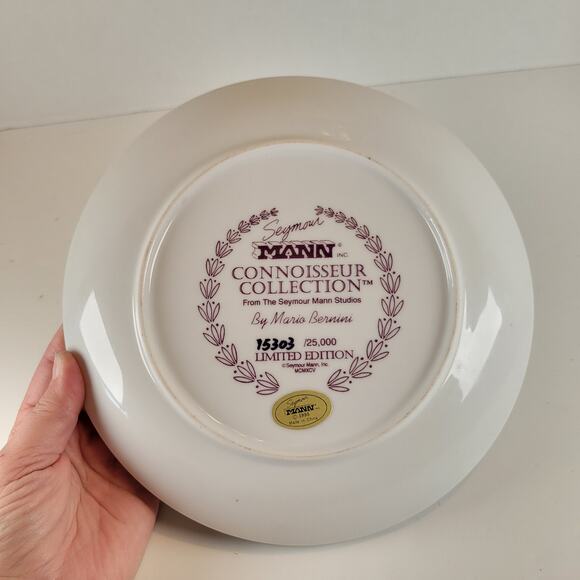 Seymour
MANN® INC.
CONNOISSEUR
COLLECTION™
From The Seymour Mann Studios
By Mario Bernini
15303 /25,000
LIMITED EDITION
©Seymour Mann, Inc.
MCMXCV
Seymour
MANN
© 1995
Made in China